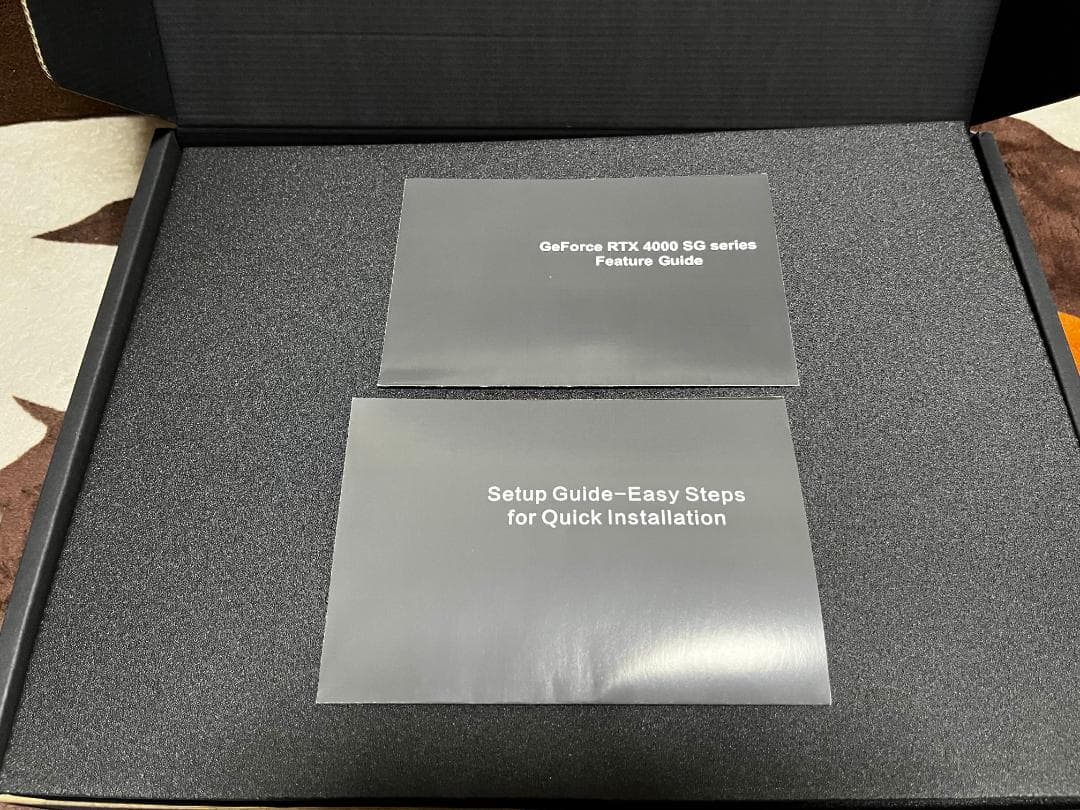 GeForce RTX 4000 SG series
Feature Guide
Setup Guide-Easy Steps
for Quick Installation